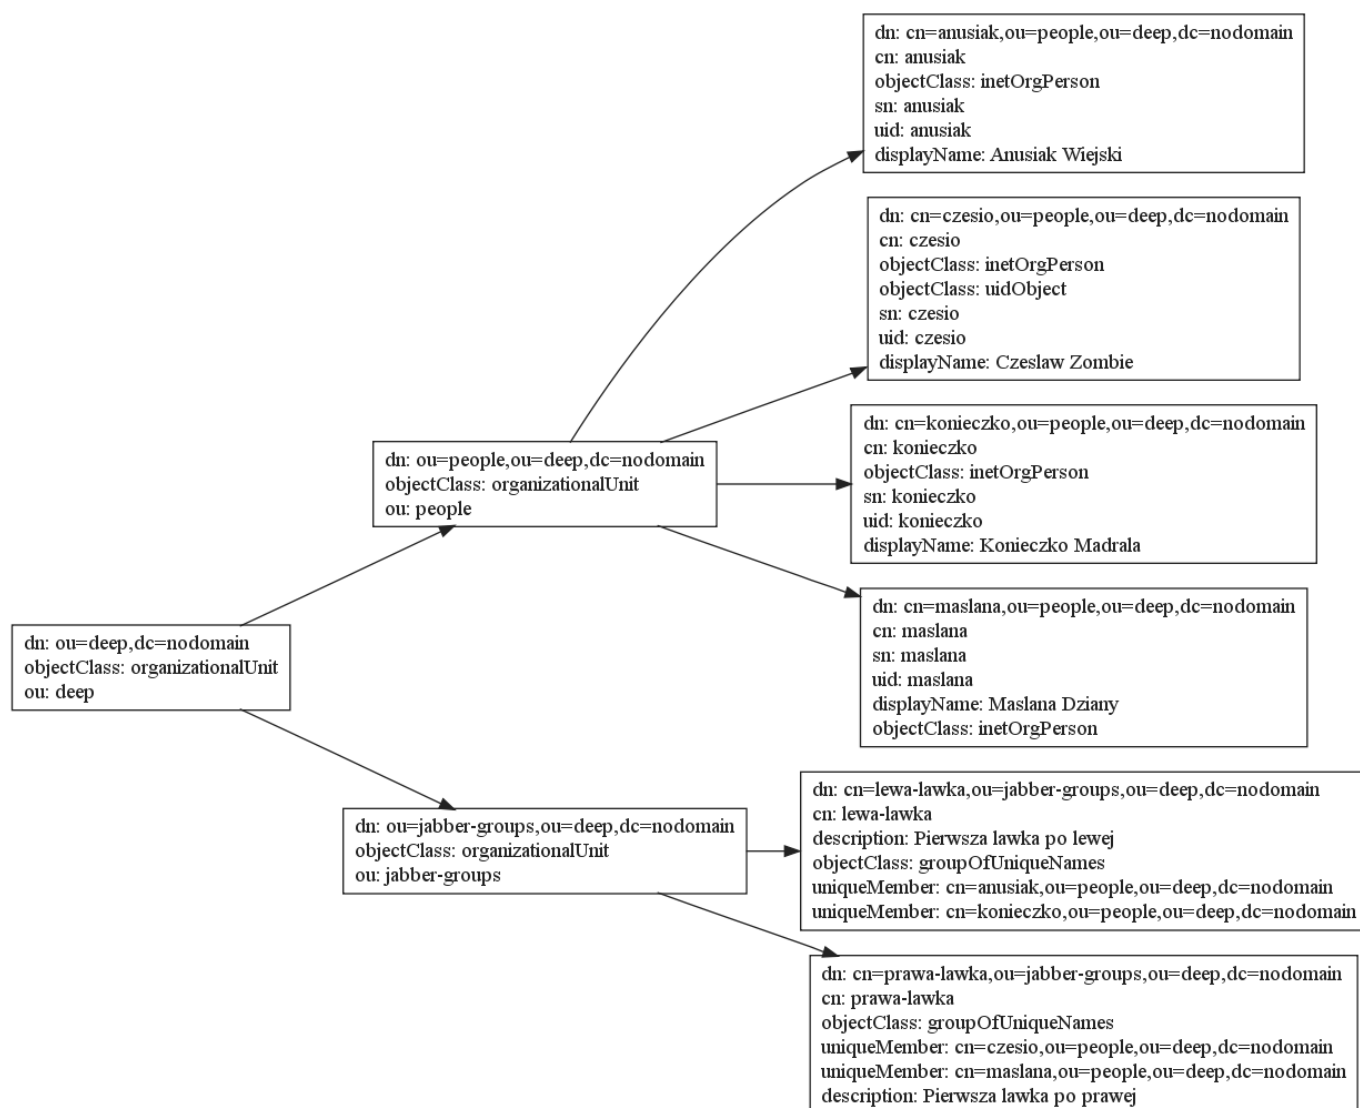 dn: cn=anusiak,ou=people,ou=deep,dc=nodomain
cn: anusiak
objectClass: inetOrgPerson
sn: anusiak
uid: anusiak
displayName: Anusiak Wiejski
dn: cn=czesio,ou=people,ou=deep,dc=nodomain
cn: czesio
objectClass: inetOrgPerson
objectClass: uidObject
sn: czesio
uid: czesio
displayName: Czeslaw Zombie
dn: cn=konieczko,ou=people,ou=deep,dc=nodomain
cn: konieczko
objectClass: inetOrgPerson
sn: konieczko
uid: konieczko
displayName: Konieczko Madrala
dn: ou=people,ou=deep,dc=nodomain
objectClass: organizationalUnit
ou: people
dn: cn=maslana,ou=people,ou=deep,dc=nodomain
cn: maslana
sn: maslana
uid: maslana
displayName: Maslana Dziany
objectClass: inetOrgPerson
dn: ou=deep,dc=nodomain
objectClass: organizationalUnit
ou: deep
dn: ou=jabber-groups,ou=deep,dc=nodomain
objectClass: organizationalUnit
ou: jabber-groups
dn: cn=lewa-lawka,ou=jabber-groups,ou=deep,dc=nodomain
cn: lewa-lawka
description: Pierwsza lawka po lewej
objectClass: groupOfUniqueNames
uniqueMember: cn=anusiak,ou=people,ou=deep,dc=nodomain
uniqueMember: cn=konieczko,ou=people,ou=deep,dc=nodomain
dn: cn=prawa-lawka,ou=jabber-groups,ou=deep,dc=nodomain
cn: prawa-lawka
objectClass: groupOfUniqueNames
uniqueMember: cn=czesio,ou=people,ou=deep,dc=nodomain
uniqueMember: cn=maslana,ou=people,ou=deep,dc=nodomain
description: Pierwsza lawka po prawej